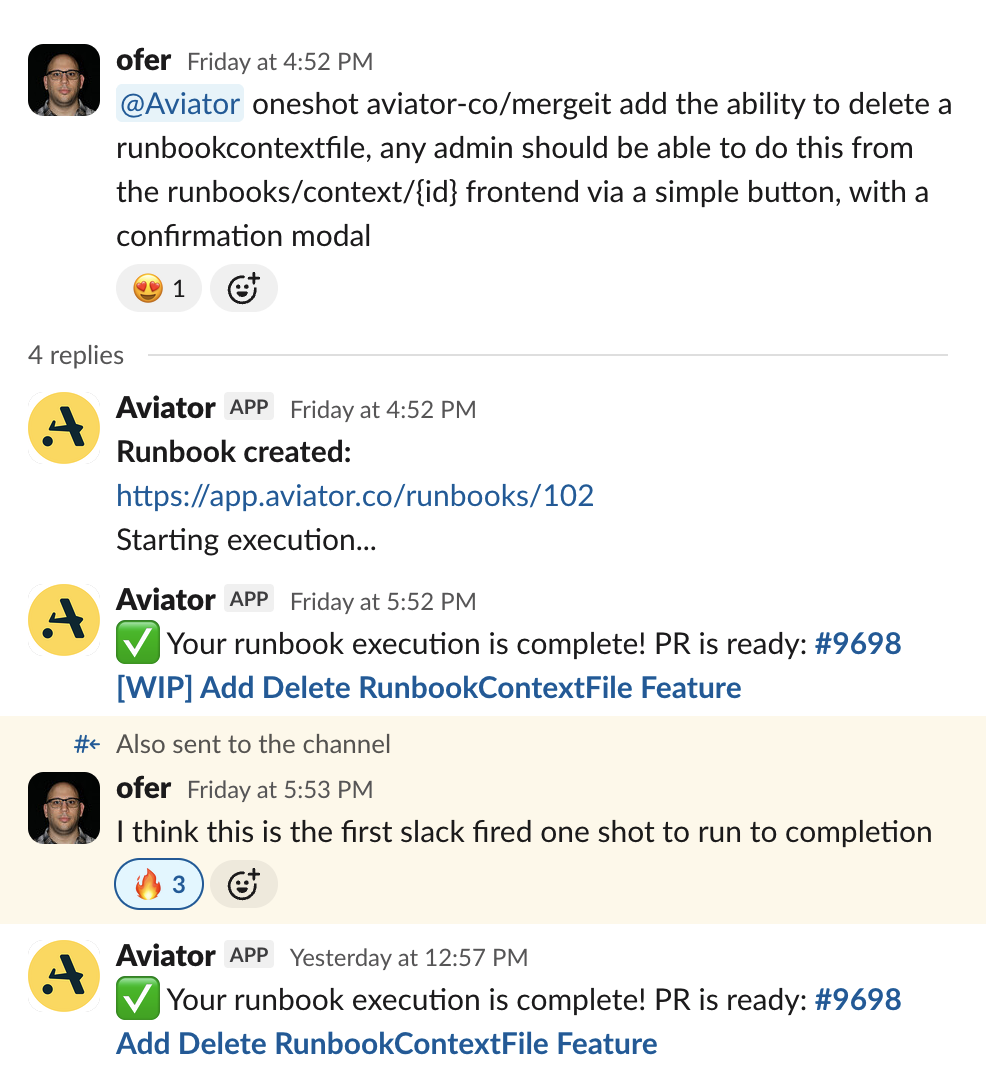 ofer Friday at 4:52 PM
@Aviator oneshot aviator-co/mergeit add the ability to delete a
runbookcontextfile, any admin should be able to do this from
the runbooks/context/{id} frontend via a simple button, with a
confirmation modal
😍 1
4 replies
Aviator APP Friday at 4:52 PM
Runbook created:
https://app.aviator.co/runbooks/102
Starting execution...
Aviator APP Friday at 5:52 PM
✅ Your runbook execution is complete! PR is ready: #9698
[WIP] Add Delete RunbookContextFile Feature
Also sent to the channel
ofer Friday at 5:53 PM
I think this is the first slack fired one shot to run to completion
🔥 3
Aviator APP Yesterday at 12:57 PM
✅ Your runbook execution is complete! PR is ready: #9698
Add Delete RunbookContextFile Feature